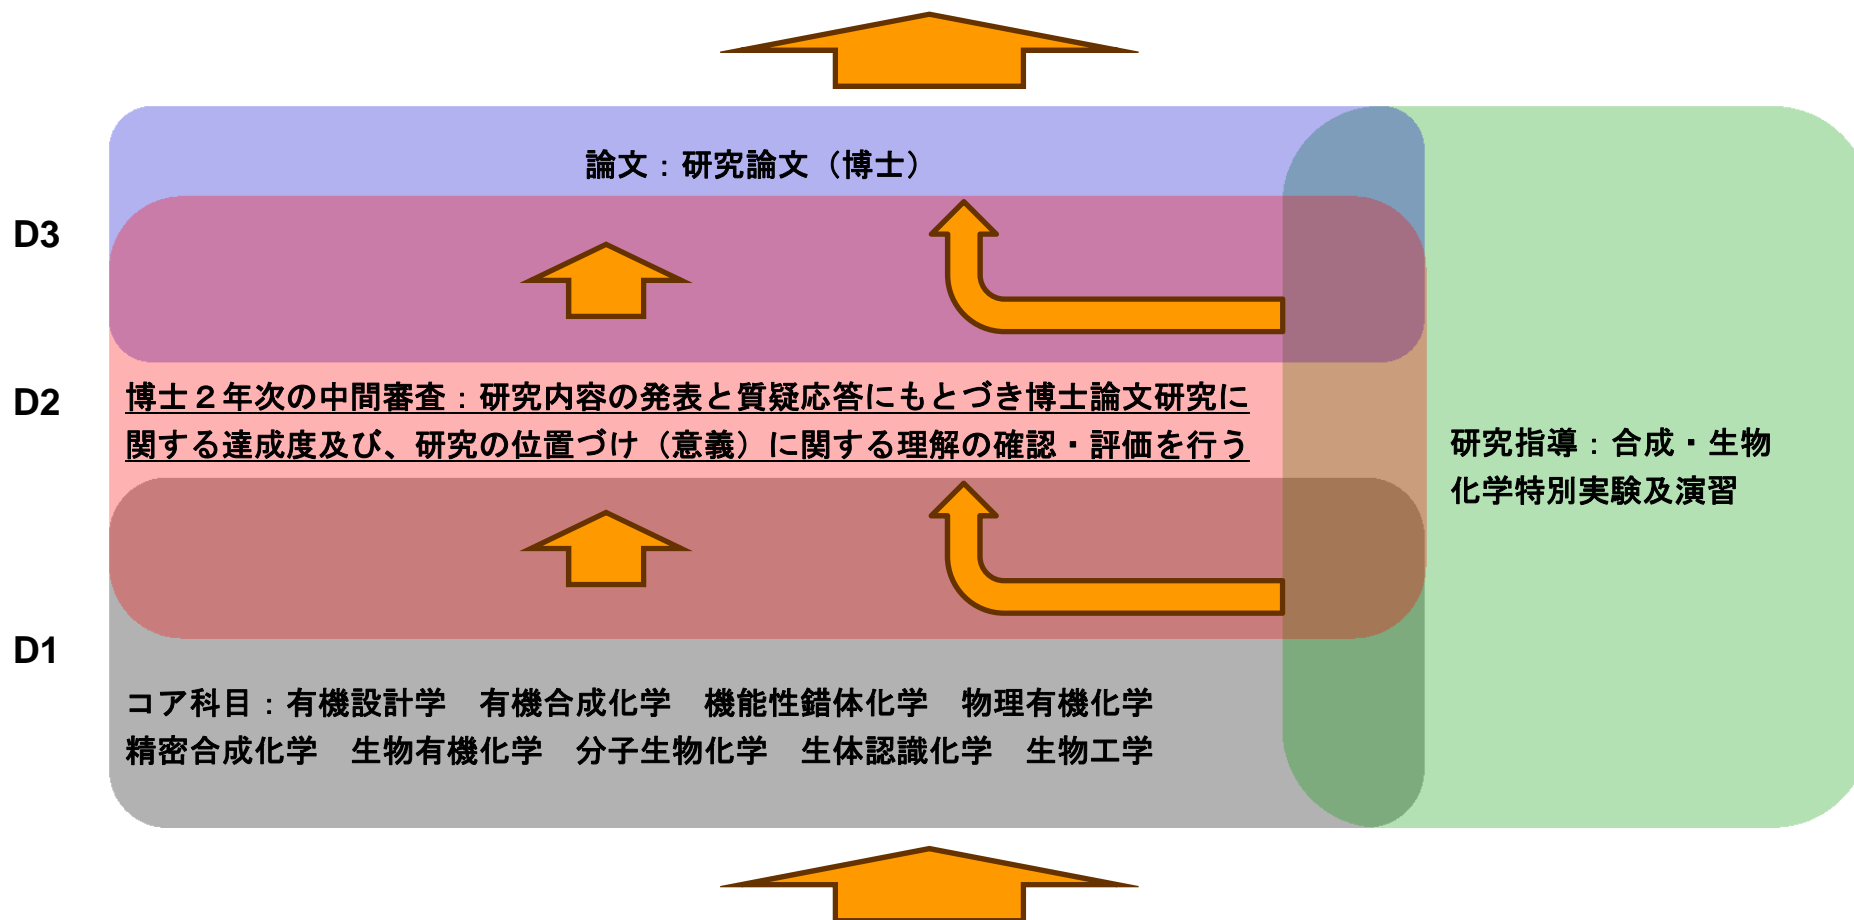 論文：研究論文（博士）
D3
D2
博士２年次の中間審査：研究内容の発表と質疑応答にもとづき博士論文研究に
関する達成度及び、研究の位置づけ（意義）に関する理解の確認・評価を行う
研究指導：合成・生物
化学特別実験及演習
D1
コア科目：有機設計学　有機合成化学　機能性錯体化学　物理有機化学
精密合成化学　生物有機化学　分子生物化学　生体認識化学　生物工学